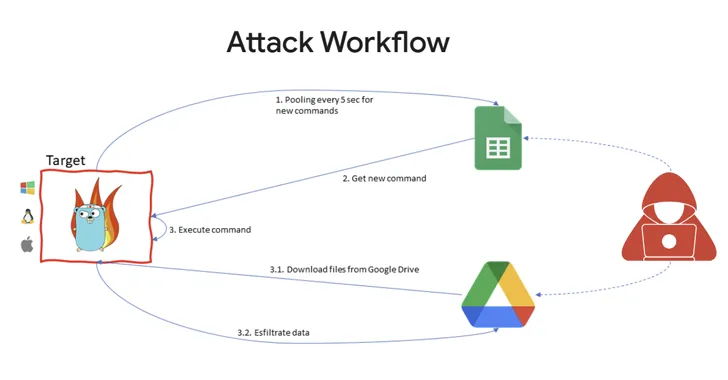 Attack Workflow
1. Pooling every 5 sec for
new commands
Target
2. Get new command
3. Execute command
3.1. Download files from Google Drive
3.2. Esfiltrate data